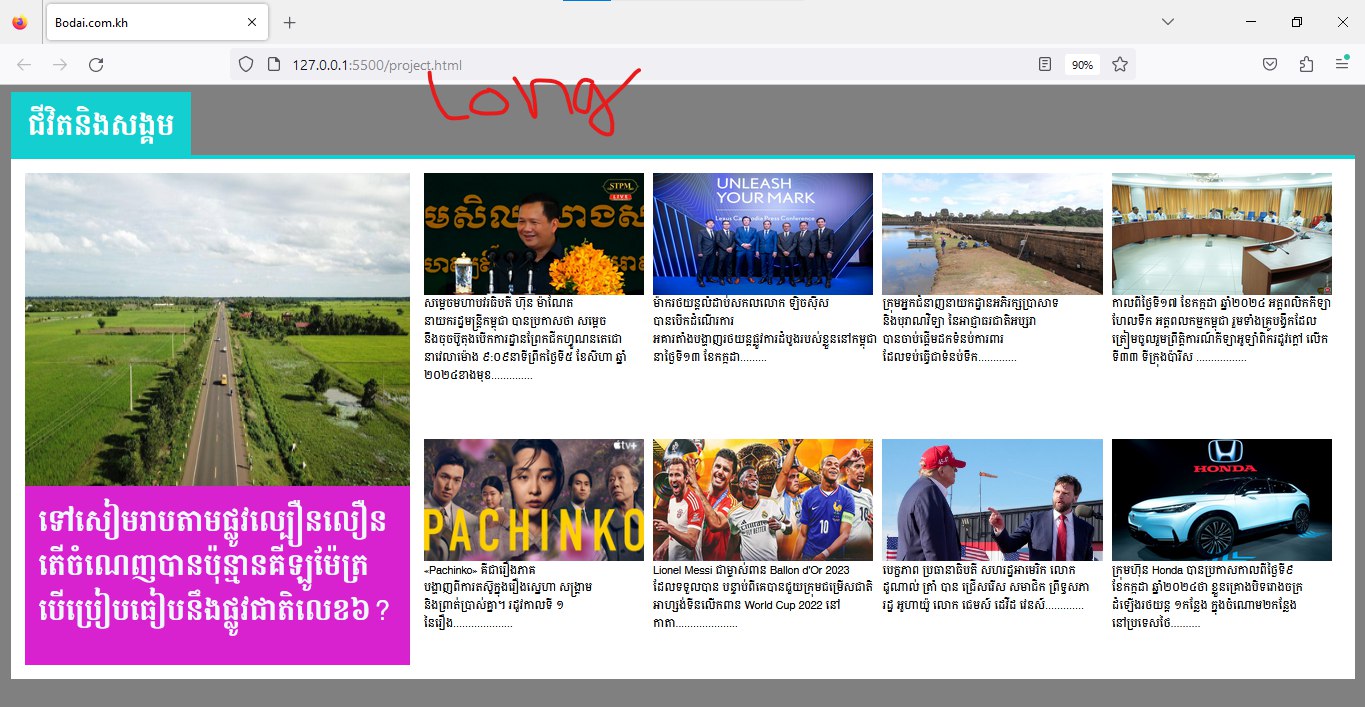 Bodai.com.kh
127.0.0.1:5500/project.html
90%
Long
ជីវិតនិងសង្គម
ទៅសៀមរាបតាមផ្លូវល្បឿនលឿន
តើចំណេញបានប៉ុន្មានគីឡូម៉ែត្រ
បើប្រៀបធៀបនឹងផ្លូវជាតិលេខ៦ ?
STPM
LIVE
សម្តេចមហាបវរធិបតី ហ៊ុន ម៉ាណែត
នាយករដ្ឋមន្ត្រីកម្ពុជា បានប្រកាសថា សម្តេច
នឹងចុចប៊ូតុងបើកការដ្ឋានព្រែកជីកហ្វូណនតេជោ
នាវេលាម៉ោង ៩:០៩នាទីព្រឹកថ្ងៃទី៥ ខែសីហា ឆ្នាំ
២០២៤ខាងមុខ..............
UNLEASH
YOUR MARK
Lexus Cambodia Press Conference
ម៉ាករថយន្តលំដាប់សកលលោក ឡិចស៊ីស
បានបើកដំណើរការ
អគារតាំងបង្ហាញរថយន្តផ្លូវការដំបូងរបស់ខ្លួននៅកម្ពុជា
នាថ្ងៃទី១៣ ខែកក្កដា.........
ក្រុមអ្នកជំនាញនាយកដ្ឋានអភិរក្សប្រាសាទ
និងបុរាណវិទ្យា នៃអាជ្ញាធរជាតិអប្សរា
បានចាប់ផ្តើមដកទំនប់ការពារ
ដែលទប់ធ្វើជាទំនប់ទឹក.............
កាលពីថ្ងៃទី១៧ ខែកក្កដា ឆ្នាំ២០២៤ អត្តពលិកកីឡា
ហែលទឹក អត្តពលកម្មកម្ពុជា រួមទាំងគ្រូបង្វឹកដែល
ត្រៀមចូលរួមព្រឹត្តិការណ៍កីឡាអូឡាំពិករដូវក្តៅ លើក
ទី៣៣ ទីក្រុងប៉ារីស .................
tv+
PACHINKO
«Pachinko» គឺជារឿងភាគ
បង្ហាញពីការតស៊ូក្នុងរឿងស្នេហា សង្គ្រាម
និងព្រាត់ប្រាស់គ្នា។ រដូវកាលទី ១
នៃរឿង....................
10
Lionel Messi ជាម្ចាស់ពាន Ballon d'Or 2023
ដែលទទួលបាន បន្ទាប់ពីគេបានជួយក្រុមជម្រើសជាតិ
អាហ្សង់ទិនលើកពាន World Cup 2022 នៅ
កាតា.....................
បេក្ខភាព ប្រធានាធិបតី សហរដ្ឋអាមេរិក លោក
ដូណាល់ ត្រាំ បាន ជ្រើសរើស សមាជិក ព្រឹទ្ធសភា
រដ្ឋ អូហាយ៉ូ លោក ជេមស៍ ដេវីដ វេនស៍.............
HONDA
ក្រុមហ៊ុន Honda បានប្រកាសកាលពីថ្ងៃទី៩
ខែកក្កដា ឆ្នាំ២០២៤ថា ខ្លួនគ្រោងបិទរោងចក្រ
ដំឡើងរថយន្ត ១កន្លែង ក្នុងចំណោម២កន្លែង
នៅប្រទេសថៃ..........